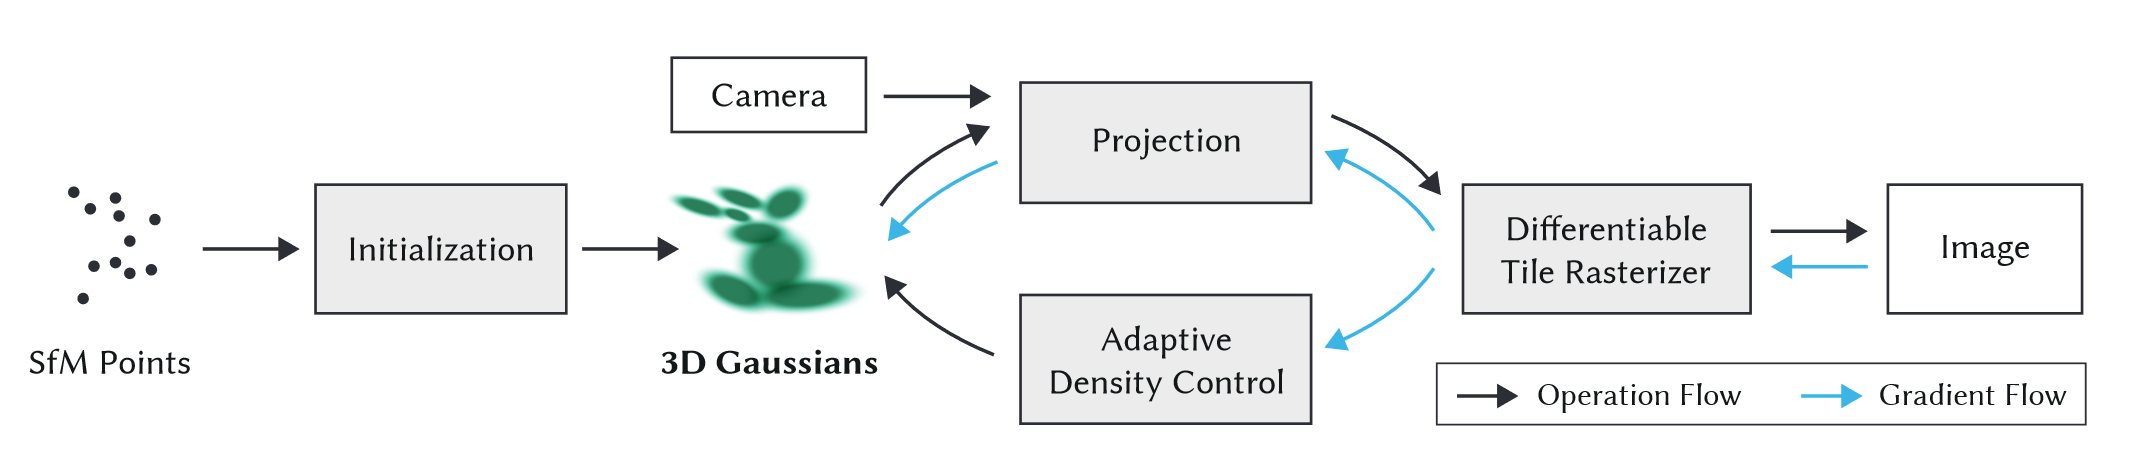 Camera
Projection
Initialization
Differentiable
Tile Rasterizer
Image
SfM Points
3D Gaussians
Adaptive
Density Control
Operation Flow
Gradient Flow